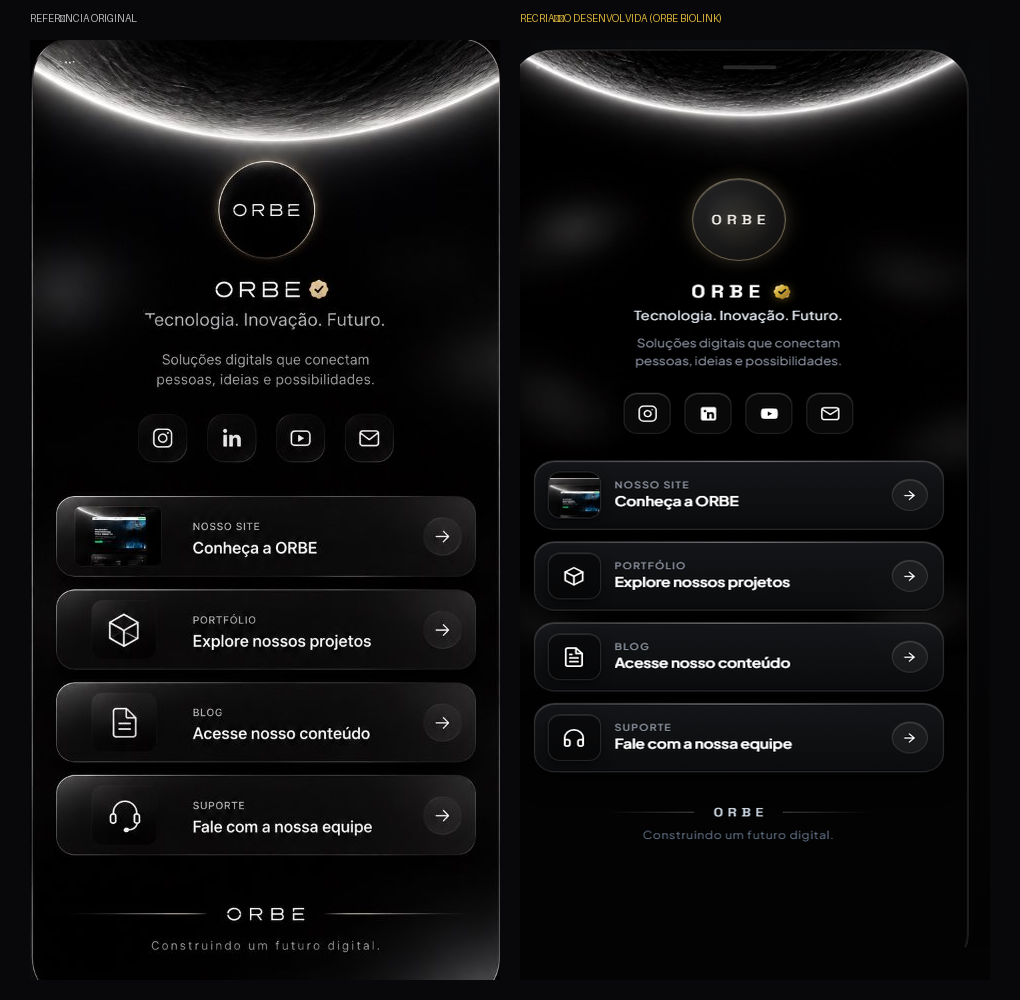 REFER□NCIA ORIGINAL
ORBE
ORBE
Tecnologia. Inovação. Futuro.
Soluções digitais que conectam
pessoas, ideias e possibilidades.
NOSSO SITE
Conheça a ORBE
PORTFÓLIO
Explore nossos projetos
BLOG
Acesse nosso conteúdo
SUPORTE
Fale com a nossa equipe
ORBE
Construindo um futuro digital.
RECRIA□□O DESENVOLVIDA (ORBE BIOLINK)
ORBE
ORBE
Tecnologia. Inovação. Futuro.
Soluções digitais que conectam
pessoas, ideias e possibilidades.
NOSSO SITE
Conheça a ORBE
PORTFÓLIO
Explore nossos projetos
BLOG
Acesse nosso conteúdo
SUPORTE
Fale com a nossa equipe
ORBE
Construindo um futuro digital.